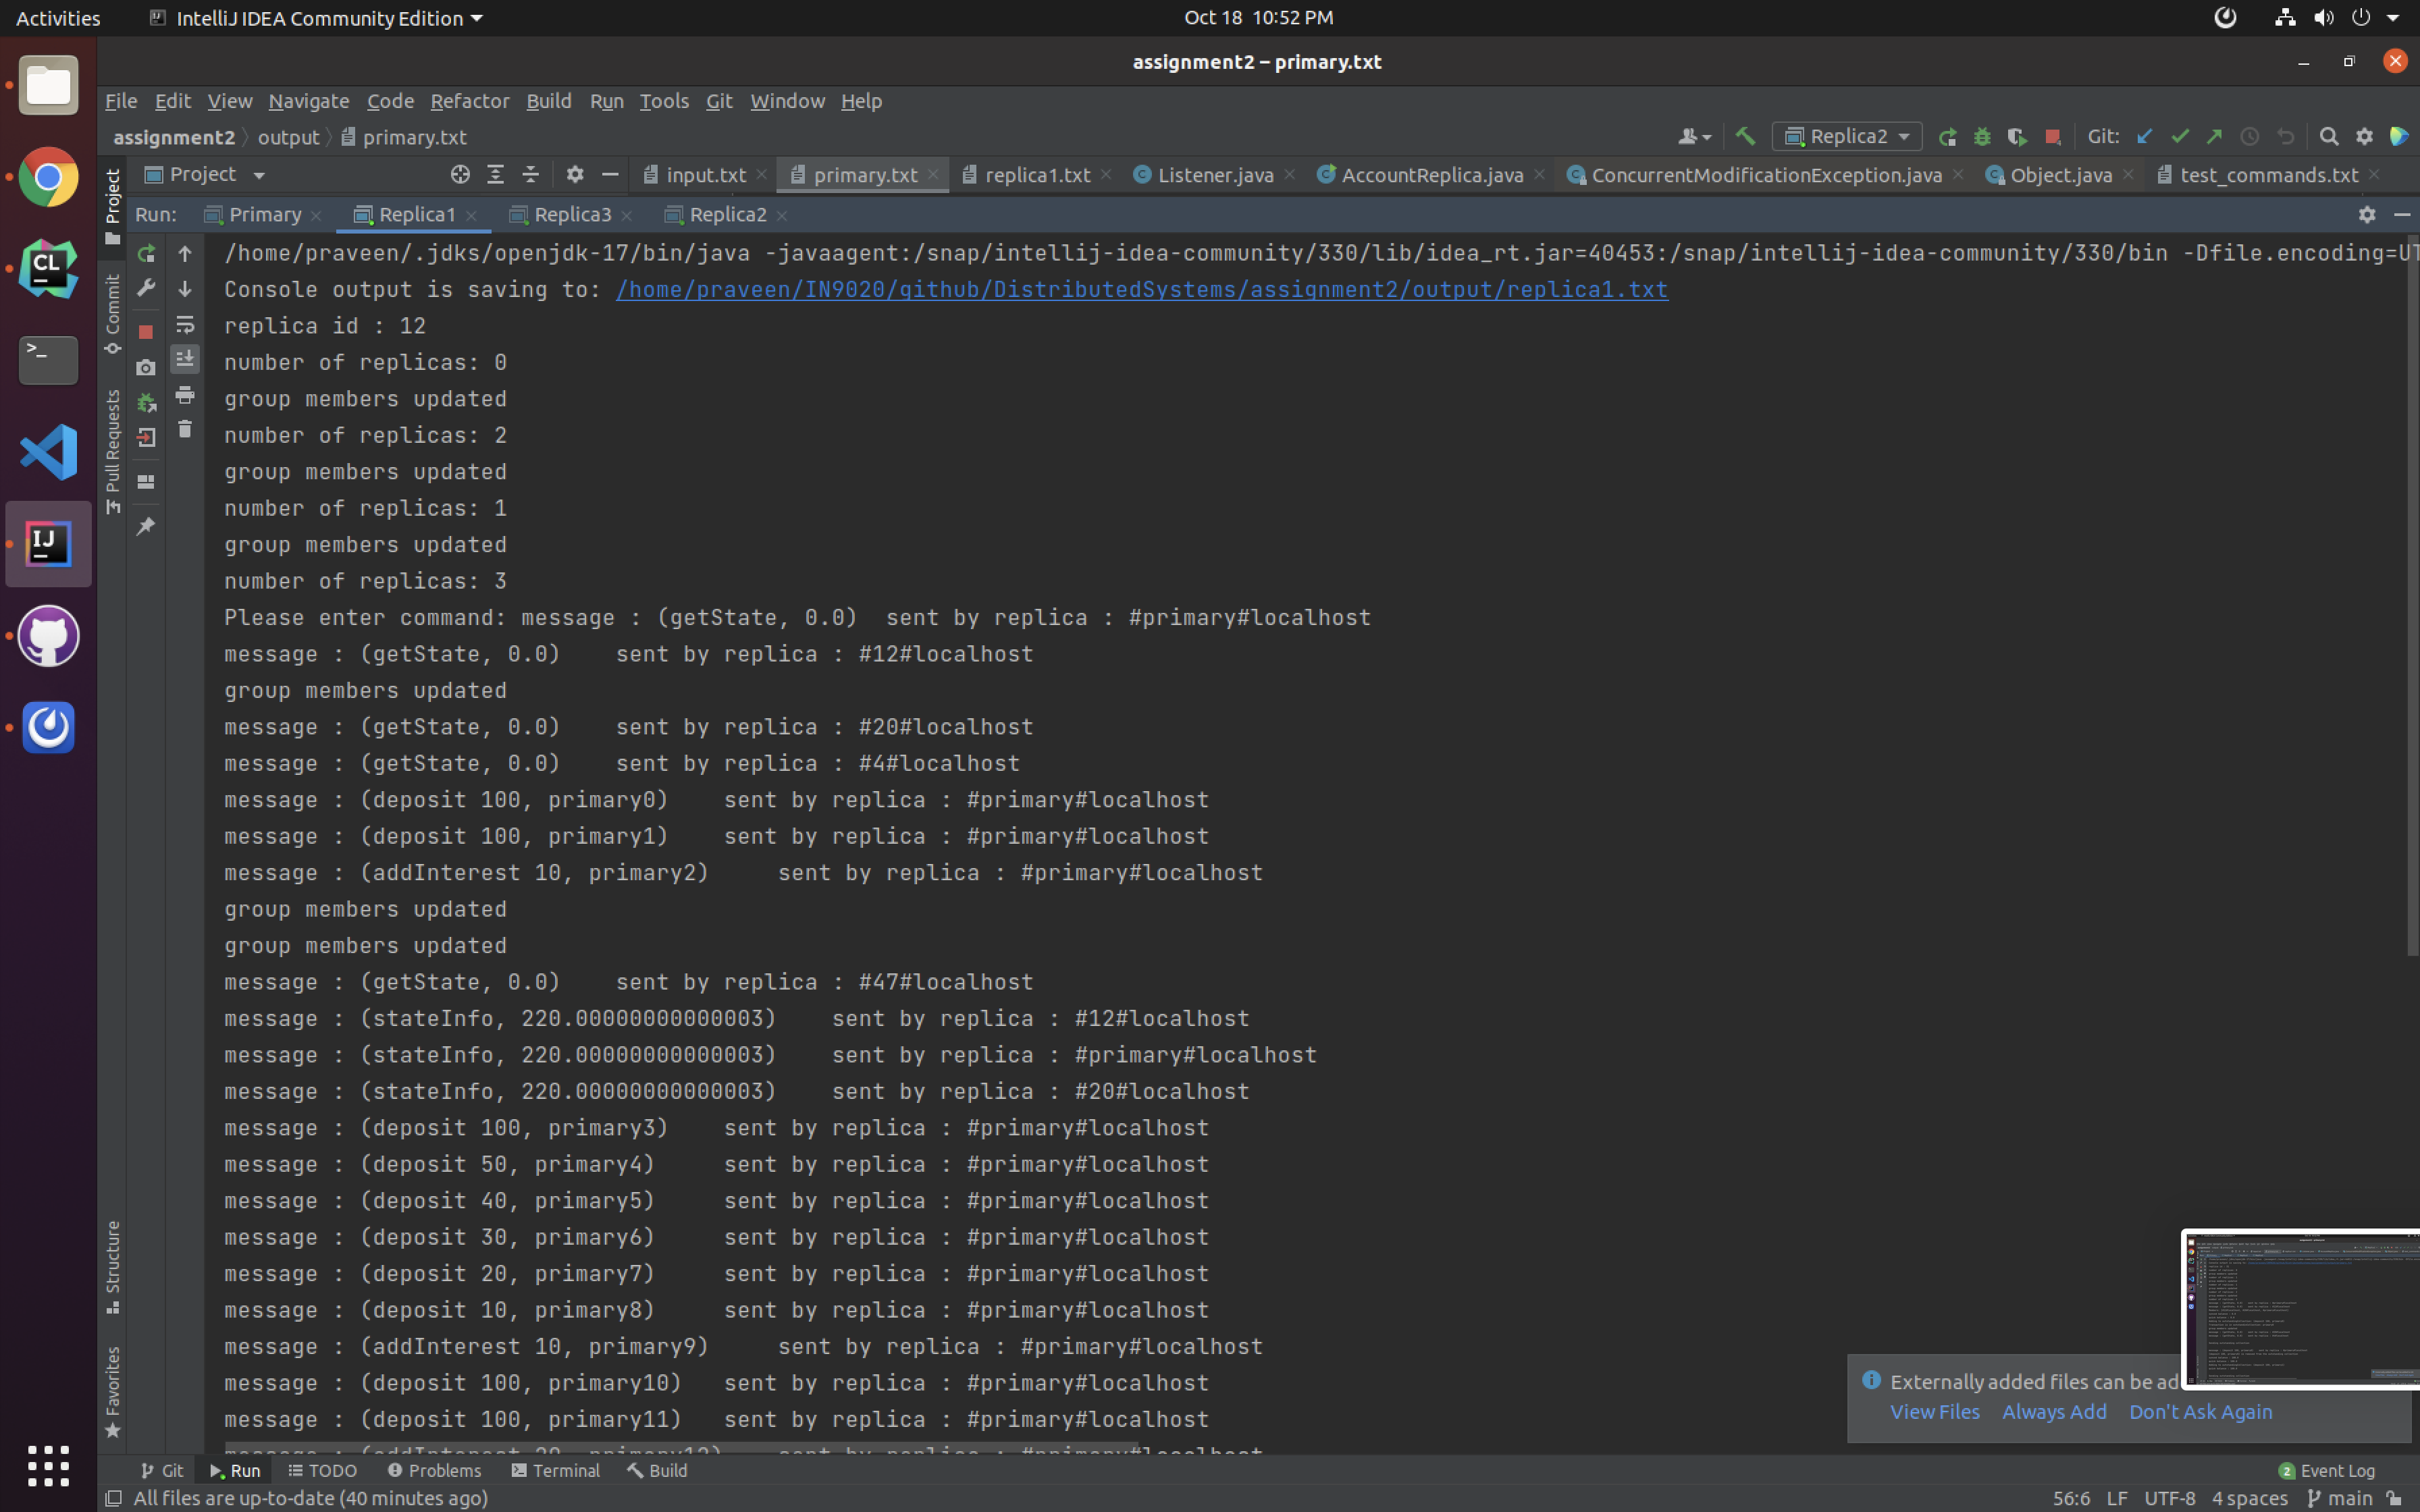 Activities IntelliJ IDEA Community Edition Oct 18 10:52 PM
assignment2 – primary.txt
File Edit View Navigate Code Refactor Build Run Tools Git Window Help
assignment2 output primary.txt Replica2 Git:
Project input.txt primary.txt replica1.txt Listener.java AccountReplica.java ConcurrentModificationException.java Object.java test_commands.txt
Run: Primary Replica1 Replica3 Replica2
Project
Commit
Pull Requests
Structure
Favorites
/home/praveen/.jdks/openjdk-17/bin/java -javaagent:/snap/intellij-idea-community/330/lib/idea_rt.jar=40453:/snap/intellij-idea-community/330/bin -Dfile.encoding=UT
Console output is saving to: /home/praveen/IN9020/github/DistributedSystems/assignment2/output/replica1.txt
replica id : 12
number of replicas: 0
group members updated
number of replicas: 2
group members updated
number of replicas: 1
group members updated
number of replicas: 3
Please enter command: message : (getState, 0.0) sent by replica : #primary#localhost
message : (getState, 0.0) sent by replica : #12#localhost
group members updated
message : (getState, 0.0) sent by replica : #20#localhost
message : (getState, 0.0) sent by replica : #4#localhost
message : (deposit 100, primary0) sent by replica : #primary#localhost
message : (deposit 100, primary1) sent by replica : #primary#localhost
message : (addInterest 10, primary2) sent by replica : #primary#localhost
group members updated
group members updated
message : (getState, 0.0) sent by replica : #47#localhost
message : (stateInfo, 220.00000000000003) sent by replica : #12#localhost
message : (stateInfo, 220.00000000000003) sent by replica : #primary#localhost
message : (stateInfo, 220.00000000000003) sent by replica : #20#localhost
message : (deposit 100, primary3) sent by replica : #primary#localhost
message : (deposit 50, primary4) sent by replica : #primary#localhost
message : (deposit 40, primary5) sent by replica : #primary#localhost
message : (deposit 30, primary6) sent by replica : #primary#localhost
message : (deposit 20, primary7) sent by replica : #primary#localhost
message : (deposit 10, primary8) sent by replica : #primary#localhost
message : (addInterest 10, primary9) sent by replica : #primary#localhost
message : (deposit 100, primary10) sent by replica : #primary#localhost
message : (deposit 100, primary11) sent by replica : #primary#localhost
Externally added files can be ad
View Files Always Add Don't Ask Again
Git Run TODO Problems Terminal Build 2 Event Log
All files are up-to-date (40 minutes ago) 56:6 LF UTF-8 4 spaces main